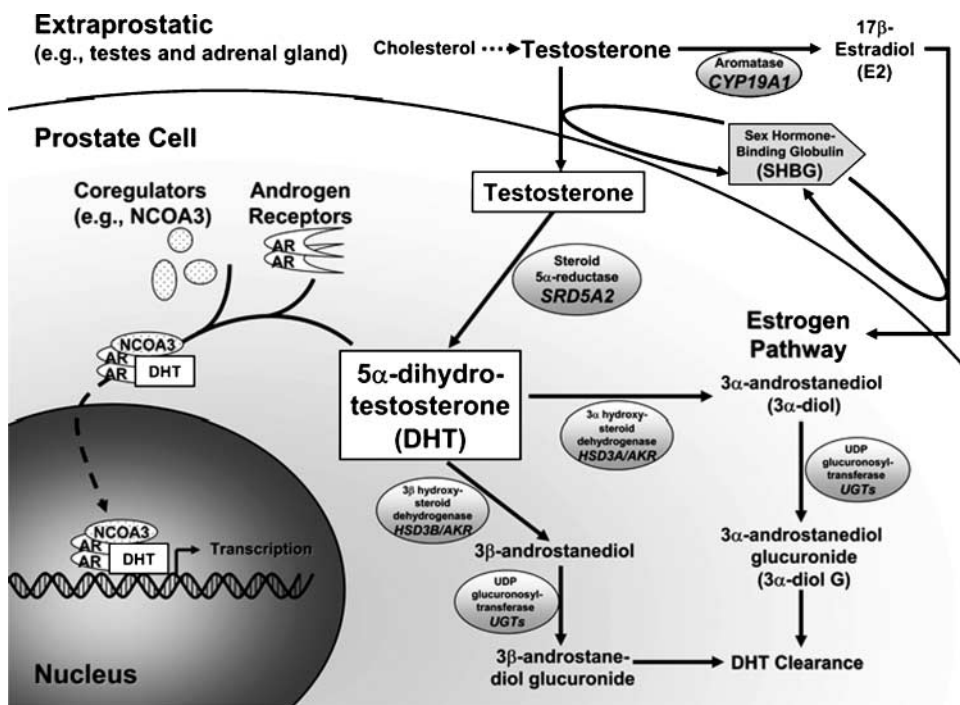 Extraprostatic
(e.g., testes and adrenal gland)
Cholesterol
Testosterone
Aromatase
CYP19A1
17β-
Estradiol
(E2)
Prostate Cell
Sex Hormone-
Binding Globulin
(SHBG)
Coregulators
(e.g., NCOA3)
Androgen
Receptors
AR
AR
Testosterone
Steroid
5α-reductase
SRD5A2
NCOA3
AR
AR
DHT
5α-dihydro-
testosterone
(DHT)
Estrogen
Pathway
3α hydroxy-
steroid
dehydrogenase
HSD3A/AKR
3α-androstanediol
(3α-diol)
UDP
glucuronosyl-
transferase
UGTs
3β hydroxy-
steroid
dehydrogenase
HSD3B/AKR
3β-androstanediol
3α-androstanediol
glucuronide
(3α-diol G)
UDP
glucuronosyl-
transferase
UGTs
NCOA3
AR
AR
DHT
Transcription
3β-androstane-
diol glucuronide
DHT Clearance
Nucleus